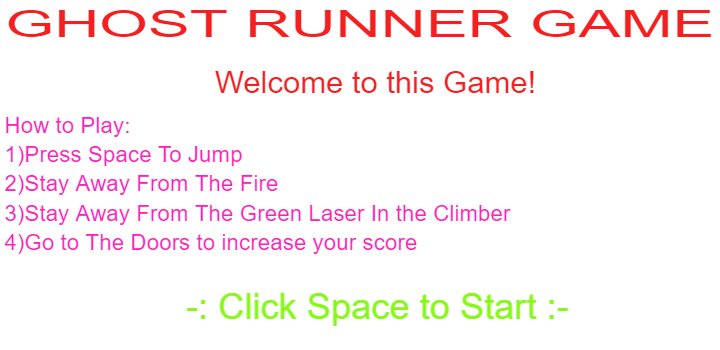 GHOST RUNNER GAME
Welcome to this Game!
How to Play:
1)Press Space To Jump
2)Stay Away From The Fire
3)Stay Away From The Green Laser In the Climber
4)Go to The Doors to increase your score
-: Click Space to Start :-